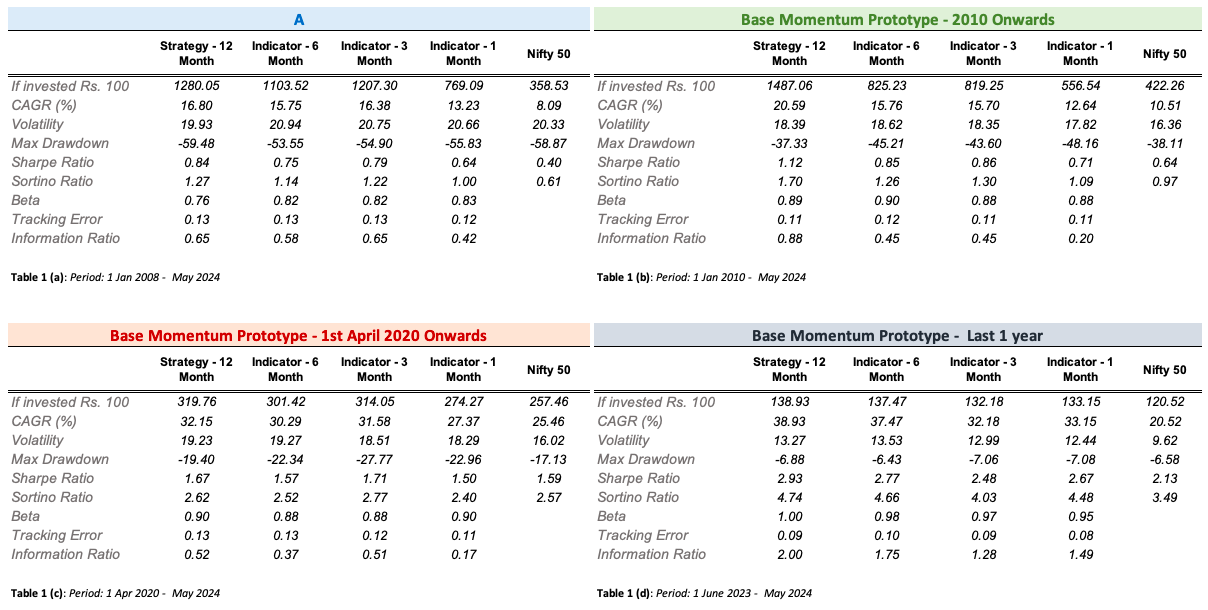 A
Strategy - 12 Month Indicator - 6 Month Indicator - 3 Month Indicator - 1 Month Nifty 50
If invested Rs. 100 1280.05 1103.52 1207.30 769.09 358.53
CAGR (%) 16.80 15.75 16.38 13.23 8.09
Volatility 19.93 20.94 20.75 20.66 20.33
Max Drawdown -59.48 -53.55 -54.90 -55.83 -58.87
Sharpe Ratio 0.84 0.75 0.79 0.64 0.40
Sortino Ratio 1.27 1.14 1.22 1.00 0.61
Beta 0.76 0.82 0.82 0.83
Tracking Error 0.13 0.13 0.13 0.12
Information Ratio 0.65 0.58 0.65 0.42
Table 1 (a): Period: 1 Jan 2008 - May 2024
Base Momentum Prototype - 2010 Onwards
Strategy - 12 Month Indicator - 6 Month Indicator - 3 Month Indicator - 1 Month Nifty 50
If invested Rs. 100 1487.06 825.23 819.25 556.54 422.26
CAGR (%) 20.59 15.76 15.70 12.64 10.51
Volatility 18.39 18.62 18.35 17.82 16.36
Max Drawdown -37.33 -45.21 -43.60 -48.16 -38.11
Sharpe Ratio 1.12 0.85 0.86 0.71 0.64
Sortino Ratio 1.70 1.26 1.30 1.09 0.97
Beta 0.89 0.90 0.88 0.88
Tracking Error 0.11 0.12 0.11 0.11
Information Ratio 0.88 0.45 0.45 0.20
Table 1 (b): Period: 1 Jan 2010 - May 2024
Base Momentum Prototype - 1st April 2020 Onwards
Strategy - 12 Month Indicator - 6 Month Indicator - 3 Month Indicator - 1 Month Nifty 50
If invested Rs. 100 319.76 301.42 314.05 274.27 257.46
CAGR (%) 32.15 30.29 31.58 27.37 25.46
Volatility 19.23 19.27 18.51 18.29 16.02
Max Drawdown -19.40 -22.34 -27.77 -22.96 -17.13
Sharpe Ratio 1.67 1.57 1.71 1.50 1.59
Sortino Ratio 2.62 2.52 2.77 2.40 2.57
Beta 0.90 0.88 0.88 0.90
Tracking Error 0.13 0.13 0.12 0.11
Information Ratio 0.52 0.37 0.51 0.17
Table 1 (c): Period: 1 Apr 2020 - May 2024
Base Momentum Prototype - Last 1 year
Strategy - 12 Month Indicator - 6 Month Indicator - 3 Month Indicator - 1 Month Nifty 50
If invested Rs. 100 138.93 137.47 132.18 133.15 120.52
CAGR (%) 38.93 37.47 32.18 33.15 20.52
Volatility 13.27 13.53 12.99 12.44 9.62
Max Drawdown -6.88 -6.43 -7.06 -7.08 -6.58
Sharpe Ratio 2.93 2.77 2.48 2.67 2.13
Sortino Ratio 4.74 4.66 4.03 4.48 3.49
Beta 1.00 0.98 0.97 0.95
Tracking Error 0.09 0.10 0.09 0.08
Information Ratio 2.00 1.75 1.28 1.49
Table 1 (d): Period: 1 June 2023 - May 2024